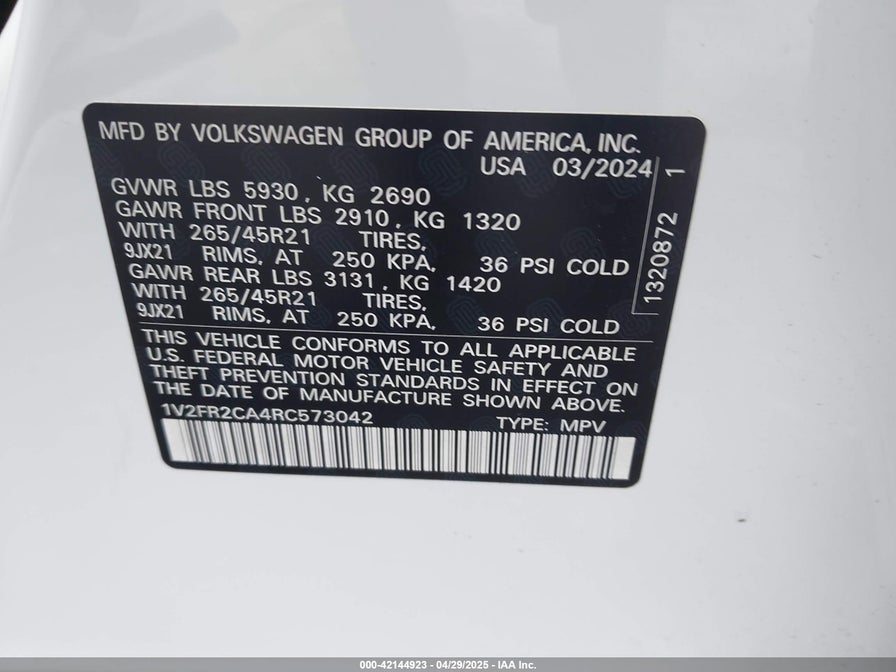 MFD BY VOLKSWAGEN GROUP OF AMERICA, INC.
USA 03/2024
GVWR LBS 5930, KG 2690
GAWR FRONT LBS 2910, KG 1320
WITH 265/45R21 TIRES,
9JX21 RIMS, AT 250 KPA, 36 PSI COLD
GAWR REAR LBS 3131, KG 1420
WITH 265/45R21 TIRES,
9JX21 RIMS, AT 250 KPA, 36 PSI COLD
1320872 1
THIS VEHICLE CONFORMS TO ALL APPLICABLE
U.S. FEDERAL MOTOR VEHICLE SAFETY AND
THEFT PREVENTION STANDARDS IN EFFECT ON
THE DATE OF MANUFACTURE SHOWN ABOVE.
1V2FR2CA4RC573042 TYPE: MPV
000-42144923 - 04/29/2025 - IAA Inc.